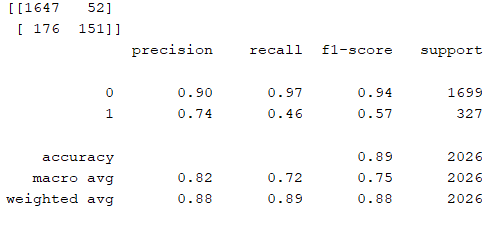 [[1647 52]
[ 176 151]]
precision recall f1-score support
0 0.90 0.97 0.94 1699
1 0.74 0.46 0.57 327
accuracy 0.89 2026
macro avg 0.82 0.72 0.75 2026
weighted avg 0.88 0.89 0.88 2026